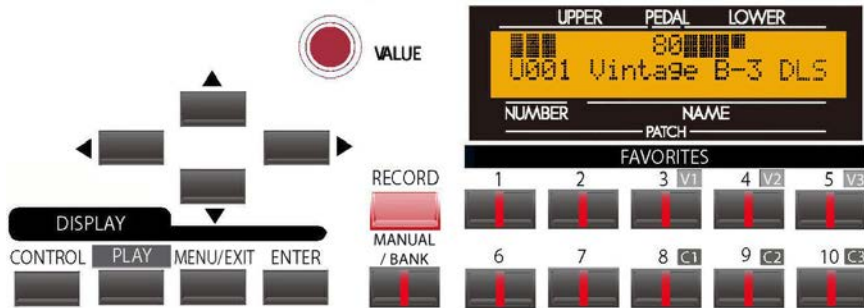 UPPER PEDAL LOWER
80
U001 Vintage B-3 DLS
NUMBER NAME
PATCH
VALUE
FAVORITES
RECORD
1 2 3 V1 4 V2 5 V3
DISPLAY
MANUAL
/ BANK
CONTROL PLAY MENU/EXIT ENTER
6 7 8 C1 9 C2 10 C3